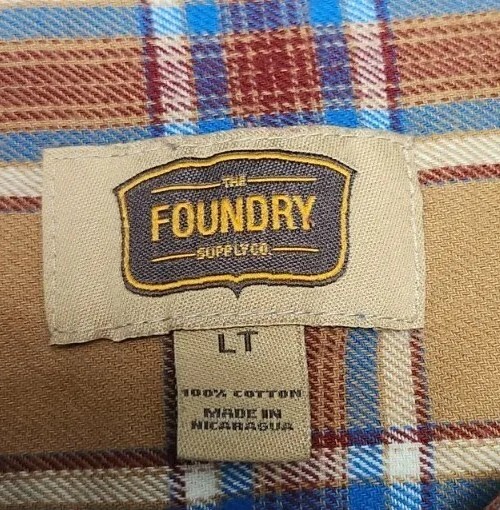 THE
FOUNDRY
SUPPLY CO
LT
100% COTTON
MADE IN
NICARAGUA